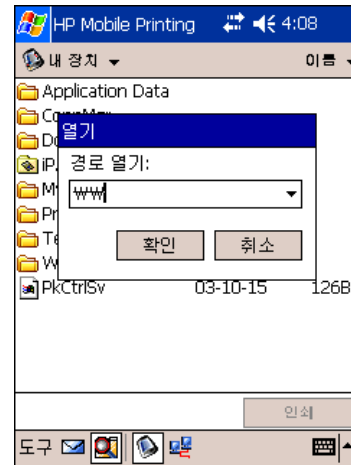 HP Mobile Printing 4:08
내 장치 이름
Application Data
열기
경로 열기:
₩₩
확인 취소
PkCtrlSv 03-10-15 126B
인쇄
도구